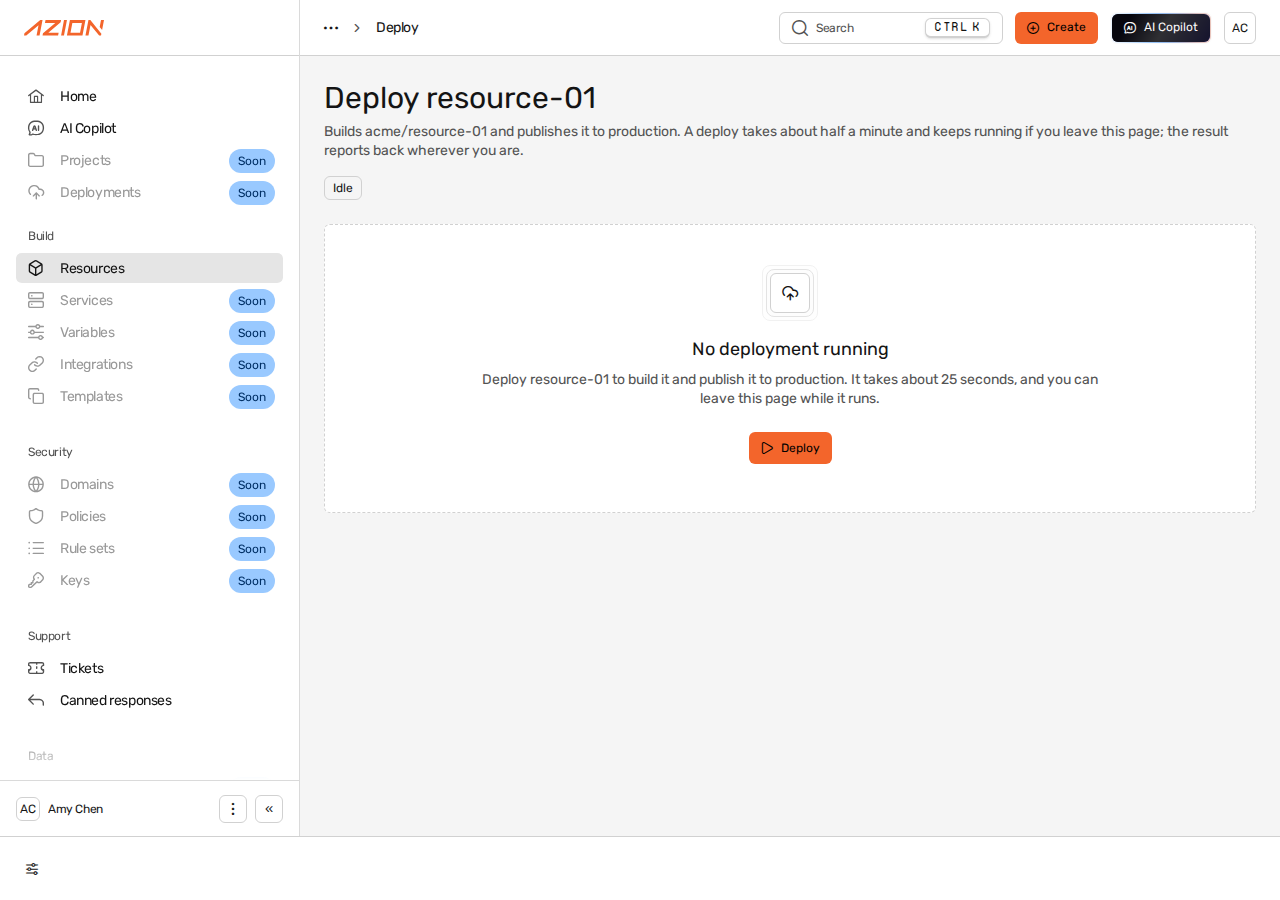 AZION
Deploy
Search
CTRL K
Create
AI Copilot
AC
Home
AI Copilot
Projects
Soon
Deployments
Soon
Build
Resources
Services
Soon
Variables
Soon
Integrations
Soon
Templates
Soon
Security
Domains
Soon
Policies
Soon
Rule sets
Soon
Keys
Soon
Support
Tickets
Canned responses
Data
AC
Amy Chen
Deploy resource-01
Builds acme/resource-01 and publishes it to production. A deploy takes about half a minute and keeps running if you leave this page; the result
reports back wherever you are.
Idle
No deployment running
Deploy resource-01 to build it and publish it to production. It takes about 25 seconds, and you can
leave this page while it runs.
Deploy